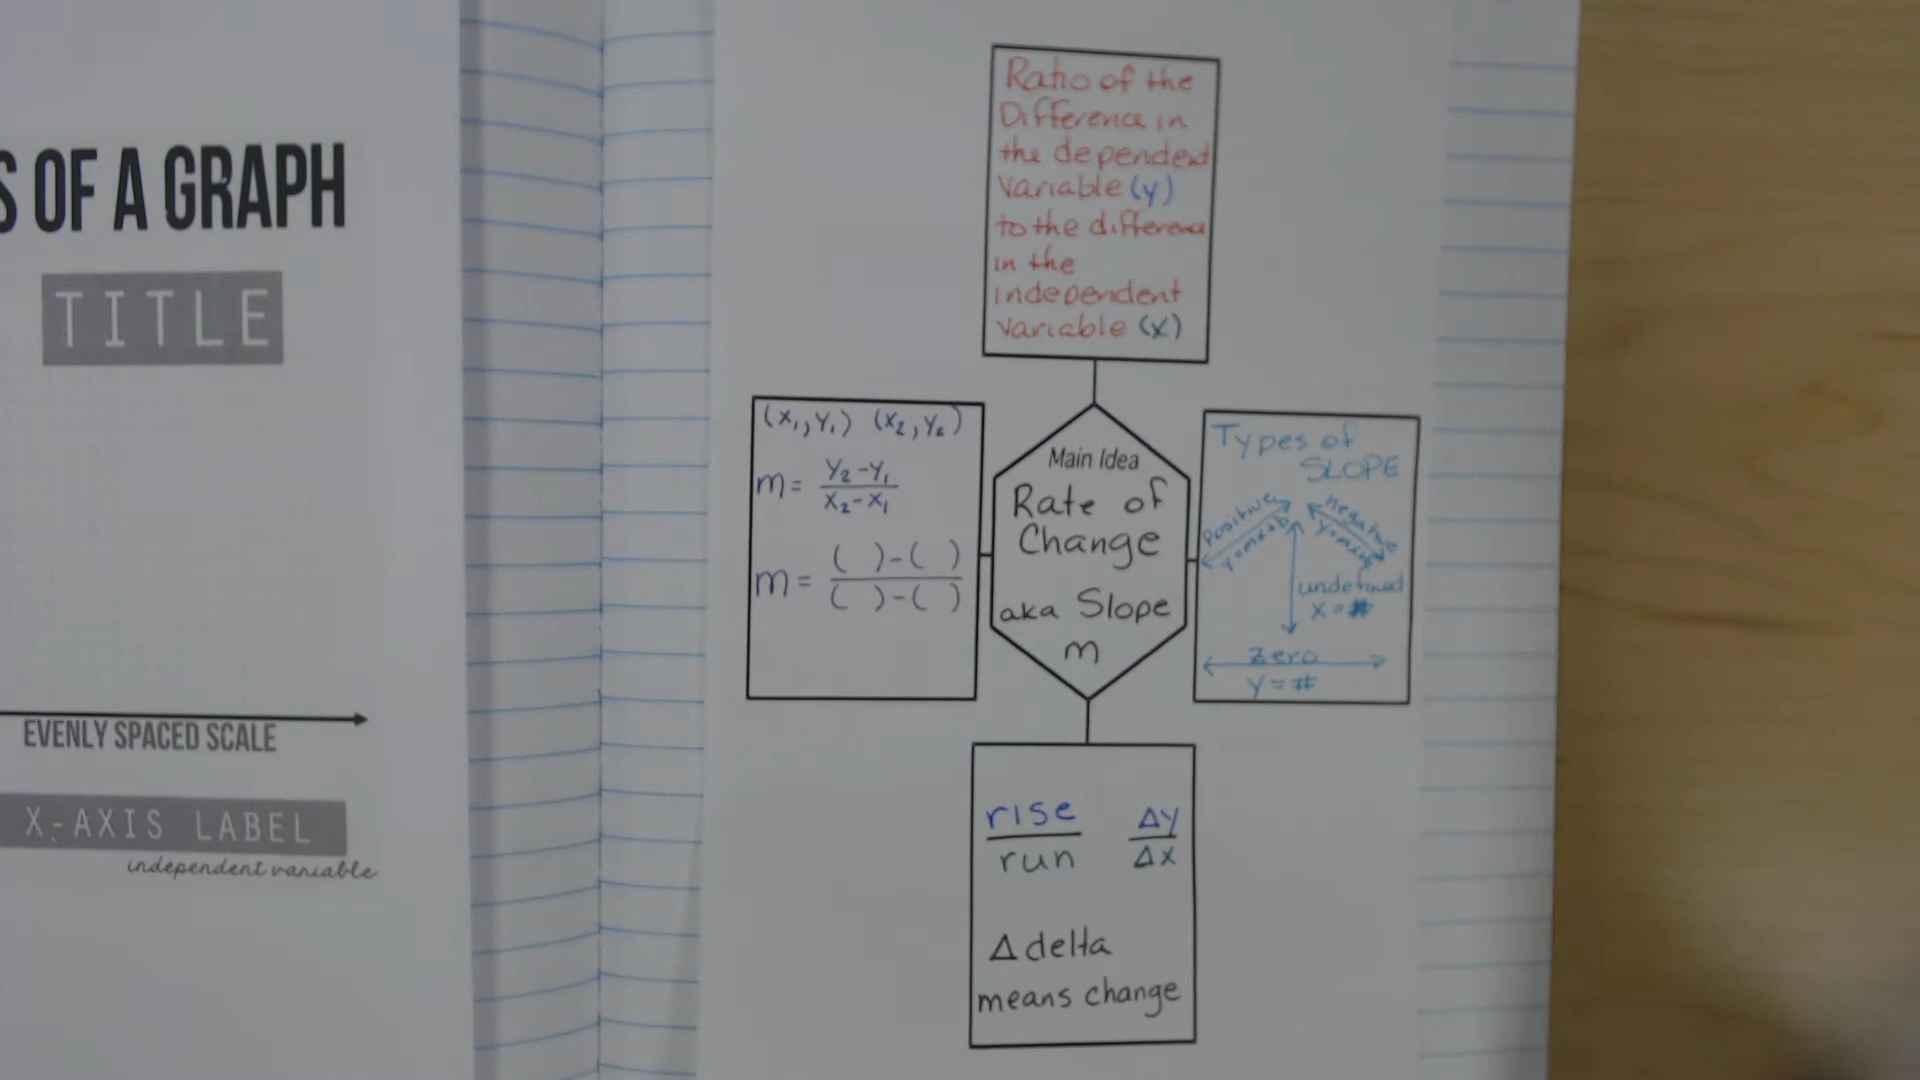 S OF A GRAPH
TITLE
EVENLY SPACED SCALE
X-AXIS LABEL
independent variable
Ratio of the
Difference in
the dependent
variable (y)
to the difference
in the
independent
variable (x)
(x₁,y₁) (x₂,y₂)
m = y₂-y₁
x₂-x₁
m = ( )-( )
( )-( )
Main Idea
Rate of
Change
aka Slope
m
Types of
SLOPE
Positive
y=mx+b
negative
undefined
x = #
Zero
y = #
rise
run
Δy
Δx
Δ delta
means change